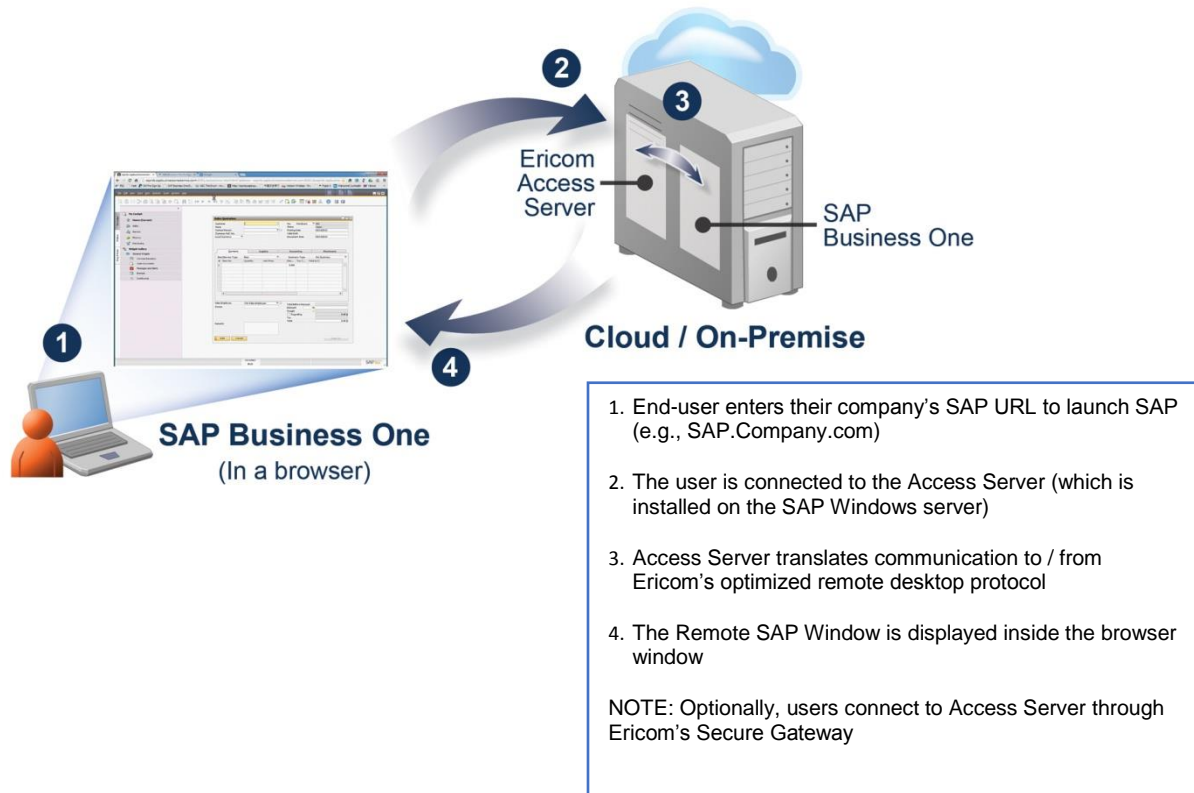 2
3
Ericom
Access
Server
SAP
Business One
Cloud / On-Premise
1
4
SAP Business One
(In a browser)
1. End-user enters their company’s SAP URL to launch SAP
(e.g., SAP.Company.com)
2. The user is connected to the Access Server (which is
installed on the SAP Windows server)
3. Access Server translates communication to / from
Ericom’s optimized remote desktop protocol
4. The Remote SAP Window is displayed inside the browser
window
NOTE: Optionally, users connect to Access Server through
Ericom’s Secure Gateway